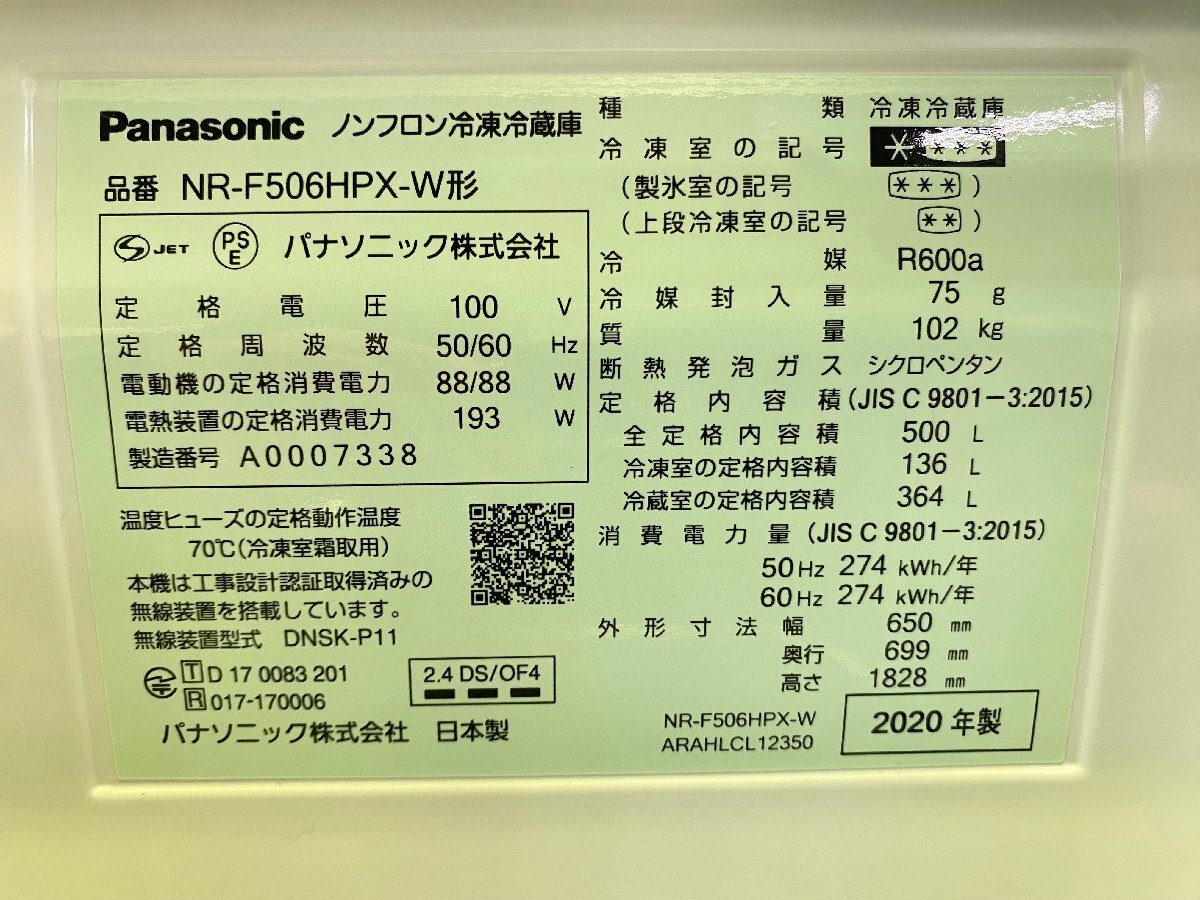 Panasonic ノンフロン冷凍冷蔵庫
品番 NR-F506HPX-W形
S JET PSE パナソニック株式会社
定格電圧 100 V
定格周波数 50/60 Hz
電動機の定格消費電力 88/88 W
電熱装置の定格消費電力 193 W
製造番号 A0007338
温度ヒューズの定格動作温度
70℃(冷凍室霜取用)
本機は工事設計認証取得済みの
無線装置を搭載しています。
無線装置型式 DNSK-P11
T D 17 0083 201
R 017-170006
2.4 DS/OF4
パナソニック株式会社 日本製
種類 冷凍冷蔵庫
冷凍室の記号 * ***
(製氷室の記号 *** )
(上段冷凍室の記号 ** )
冷媒 R600a
冷媒封入量 75 g
質量 102 kg
断熱発泡ガス シクロペンタン
定格内容積 (JIS C 9801-3:2015)
全定格内容積 500 L
冷凍室の定格内容積 136 L
冷蔵室の定格内容積 364 L
消費電力量 (JIS C 9801-3:2015)
50Hz 274 kWh/年
60Hz 274 kWh/年
外形寸法 幅 650 mm
奥行 699 mm
高さ 1828 mm
NR-F506HPX-W
ARAHLCL12350
2020年製